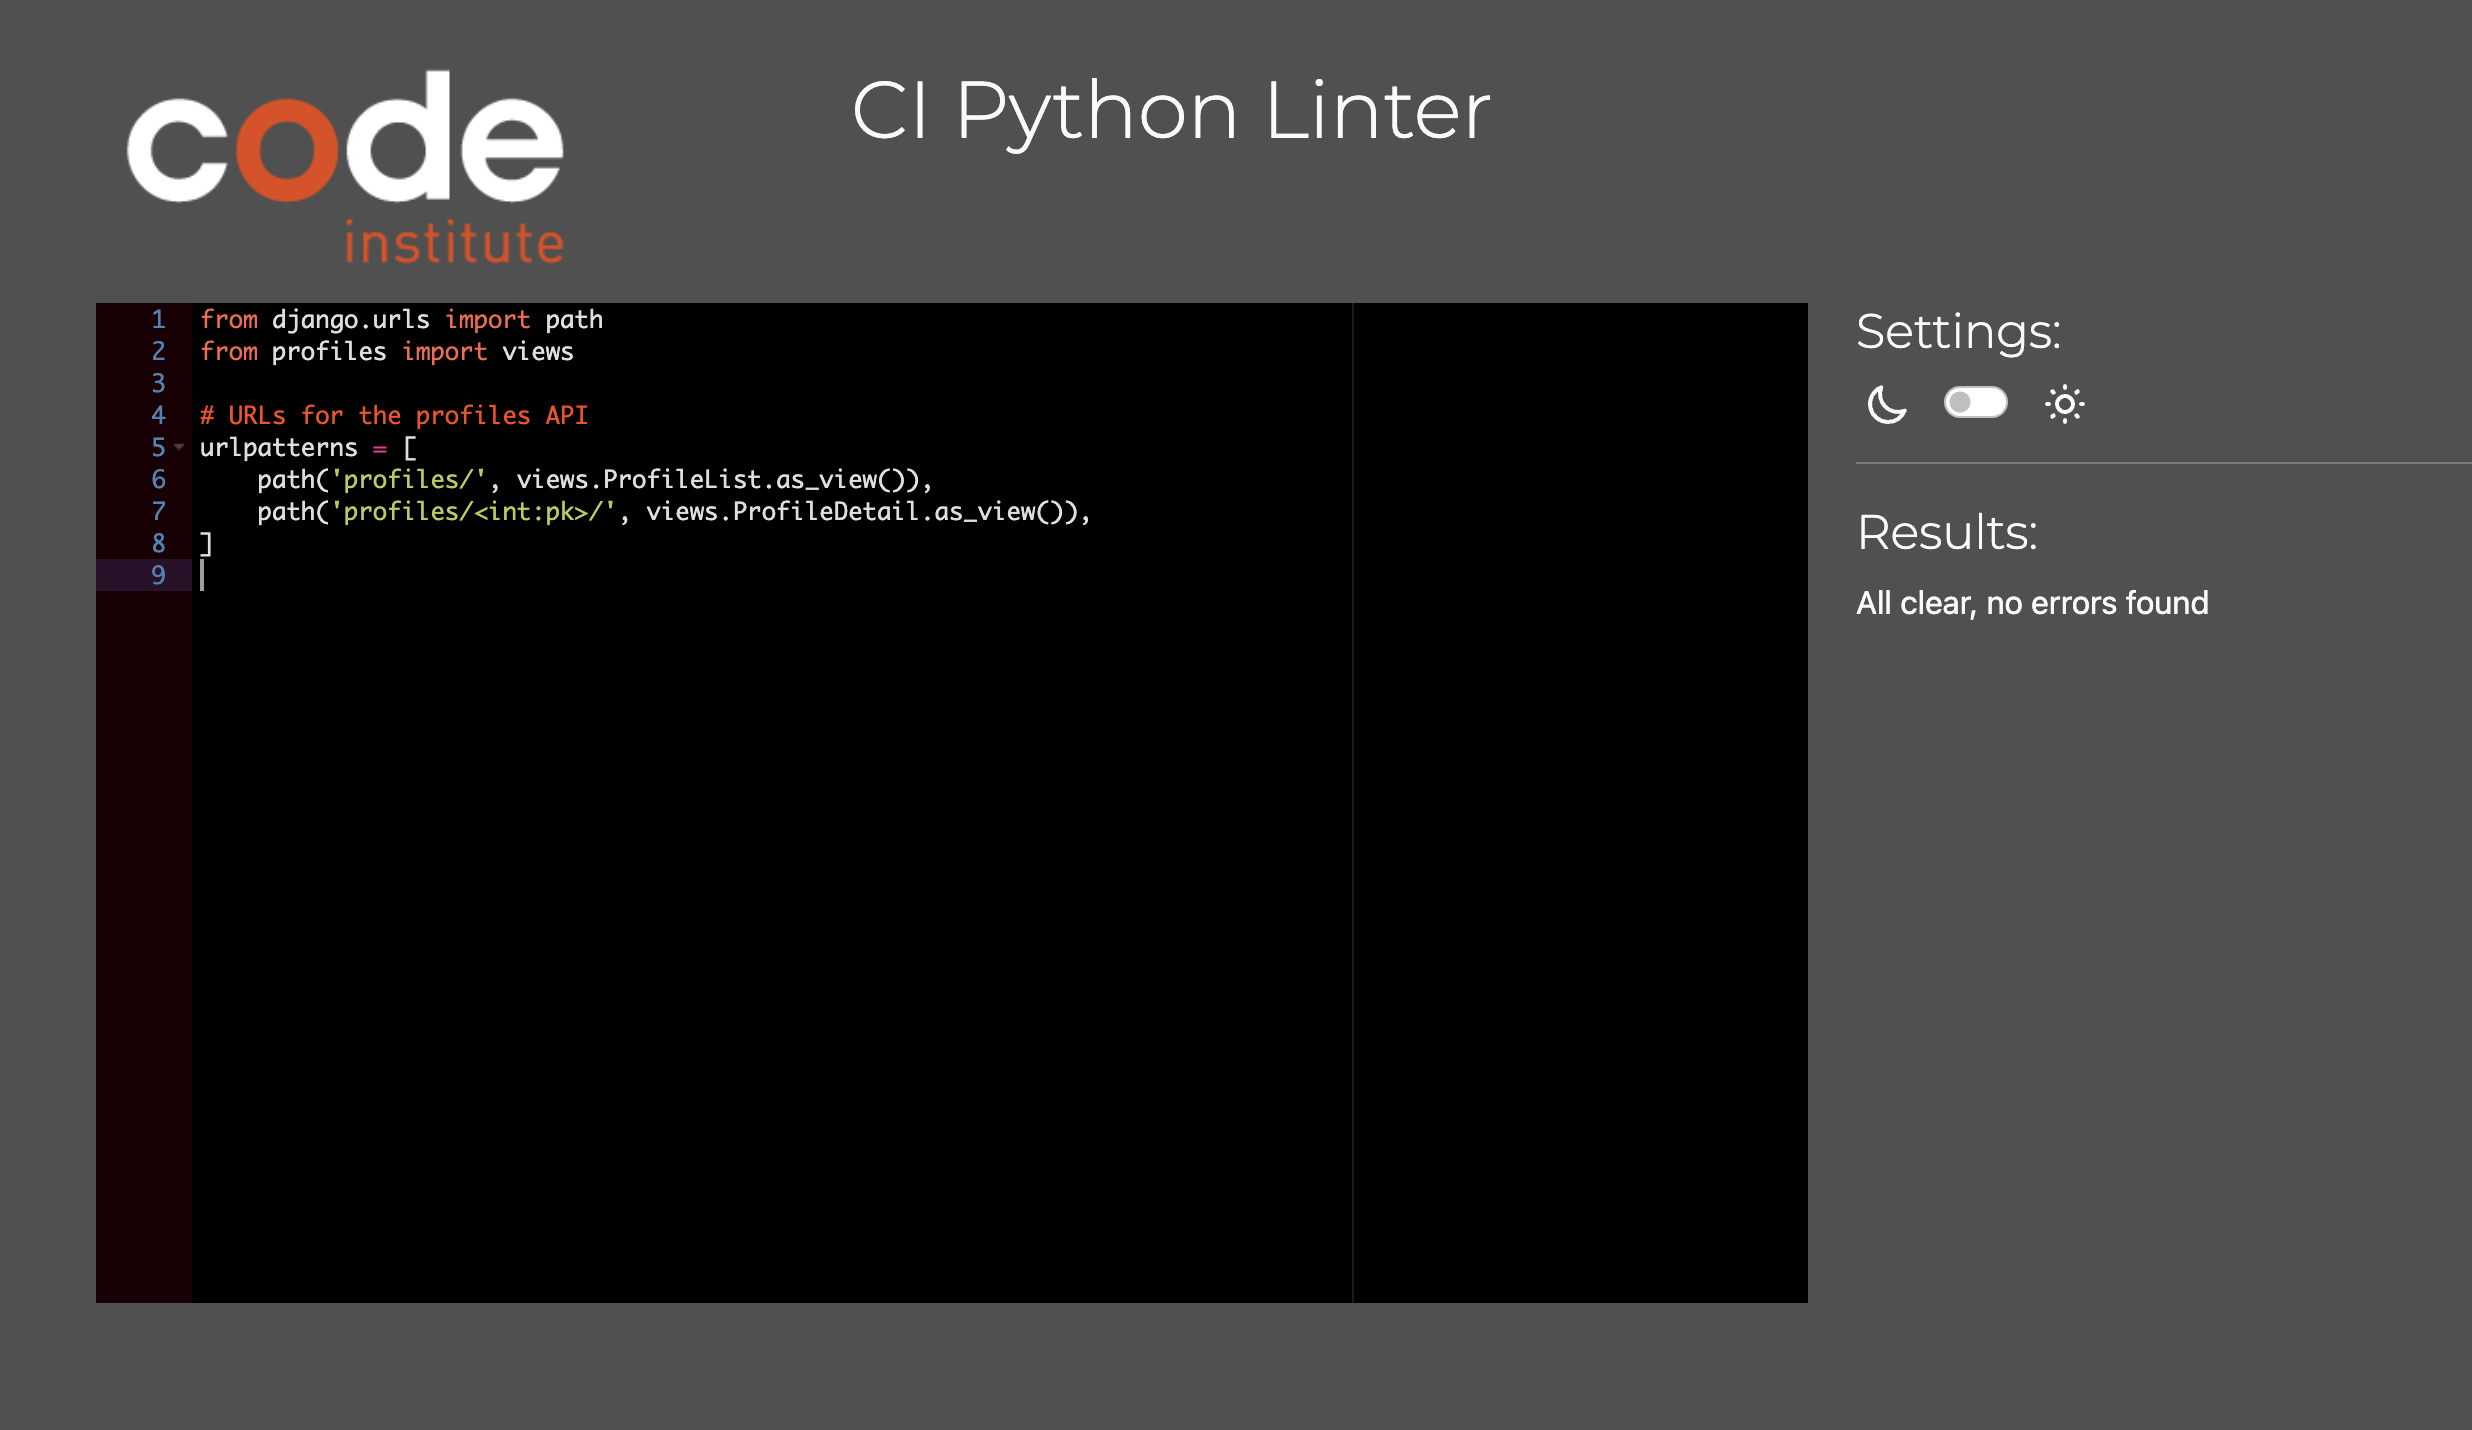 code
institute
CI Python Linter
1 from django.urls import path
2 from profiles import views
3
4 # URLs for the profiles API
5 urlpatterns = [
6     path('profiles/', views.ProfileList.as_view()),
7     path('profiles/<int:pk>/', views.ProfileDetail.as_view()),
8 ]
9
Settings:
Results:
All clear, no errors found